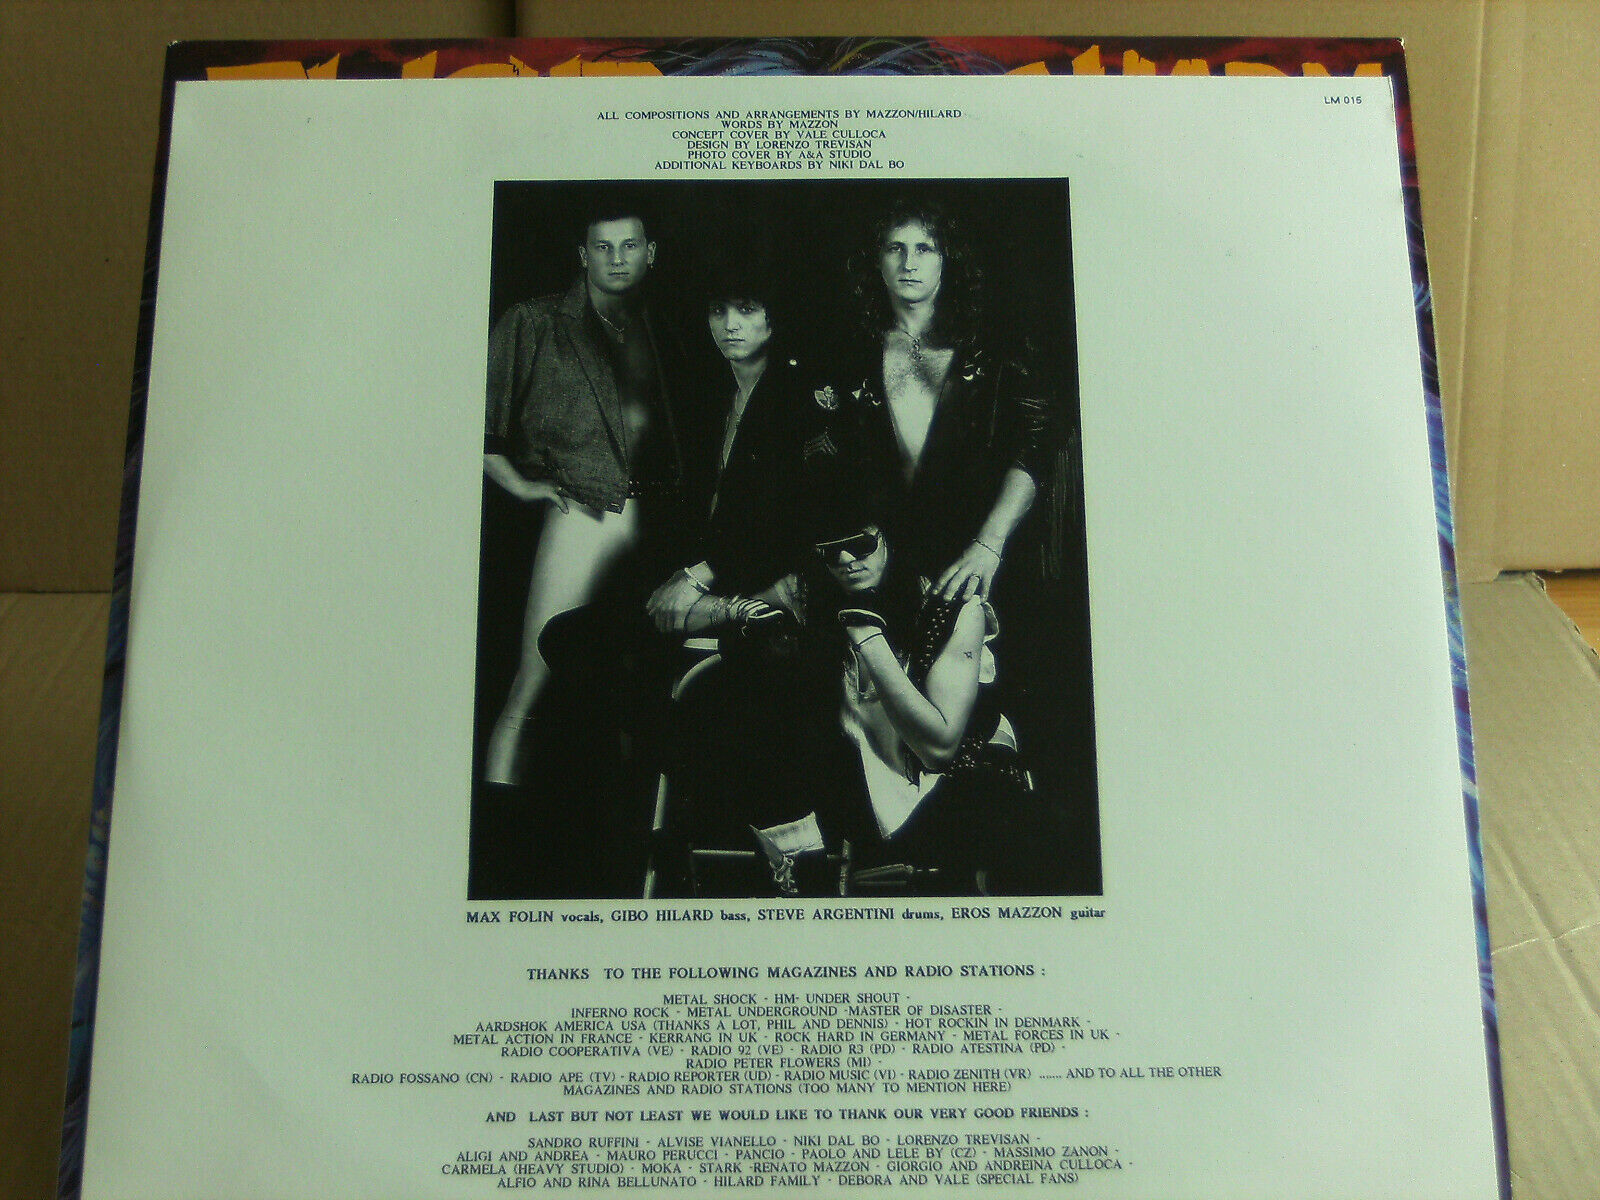 LM 015
ALL COMPOSITIONS AND ARRANGEMENTS BY MAZZON/HILARD
WORDS BY MAZZON
CONCEPT COVER BY VALE CULLOCA
DESIGN BY LORENZO TREVISAN
PHOTO COVER BY A&A STUDIO
ADDITIONAL KEYBOARDS BY NIKI DAL BO
MAX FOLIN vocals, GIBO HILARD bass, STEVE ARGENTINI drums, EROS MAZZON guitar
THANKS TO THE FOLLOWING MAGAZINES AND RADIO STATIONS :
METAL SHOCK - HM- UNDER SHOUT -
INFERNO ROCK - METAL UNDERGROUND -MASTER OF DISASTER -
AARDSHOK AMERICA USA (THANKS A LOT, PHIL AND DENNIS) - HOT ROCKIN IN DENMARK -
METAL ACTION IN FRANCE - KERRANG IN UK - ROCK HARD IN GERMANY - METAL FORCES IN UK -
RADIO COOPERATIVA (VE) - RADIO 92 (VE) - RADIO R3 (PD) - RADIO ATESTINA (PD) -
RADIO PETER FLOWERS (MI) -
RADIO FOSSANO (CN) - RADIO APE (TV) - RADIO REPORTER (UD) - RADIO MUSIC (VI) - RADIO ZENITH (VR) ....... AND TO ALL THE OTHER
MAGAZINES AND RADIO STATIONS (TOO MANY TO MENTION HERE)
AND LAST BUT NOT LEAST WE WOULD LIKE TO THANK OUR VERY GOOD FRIENDS :
SANDRO RUFFINI - ALVISE VIANELLO - NIKI DAL BO - LORENZO TREVISAN -
ALIGI AND ANDREA - MAURO PERUCCI - PANCIO - PAOLO AND LELE BY (CZ) - MASSIMO ZANON -
CARMELA (HEAVY STUDIO) - MOKA - STARK -RENATO MAZZON - GIORGIO AND ANDREINA CULLOCA -
ALFIO AND RINA BELLUNATO - HILARD FAMILY - DEBORA AND VALE (SPECIAL FANS)